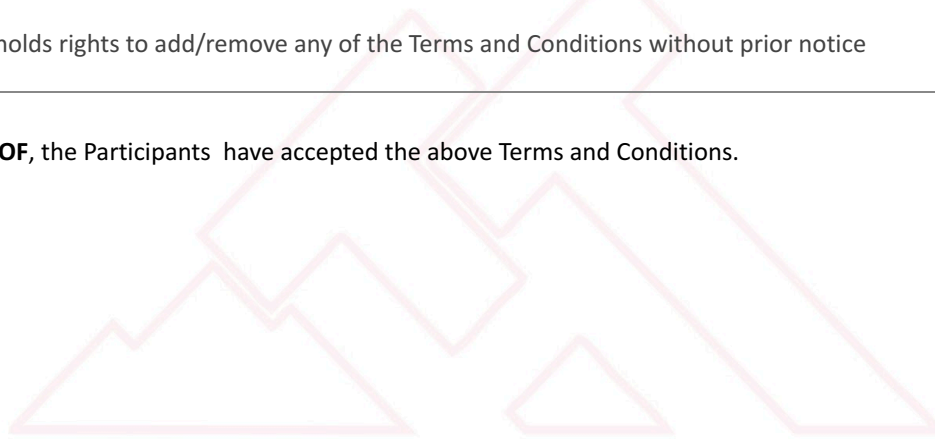 holds rights to add/remove any of the Terms and Conditions without prior notice
OF, the Participants  have accepted the above Terms and Conditions.